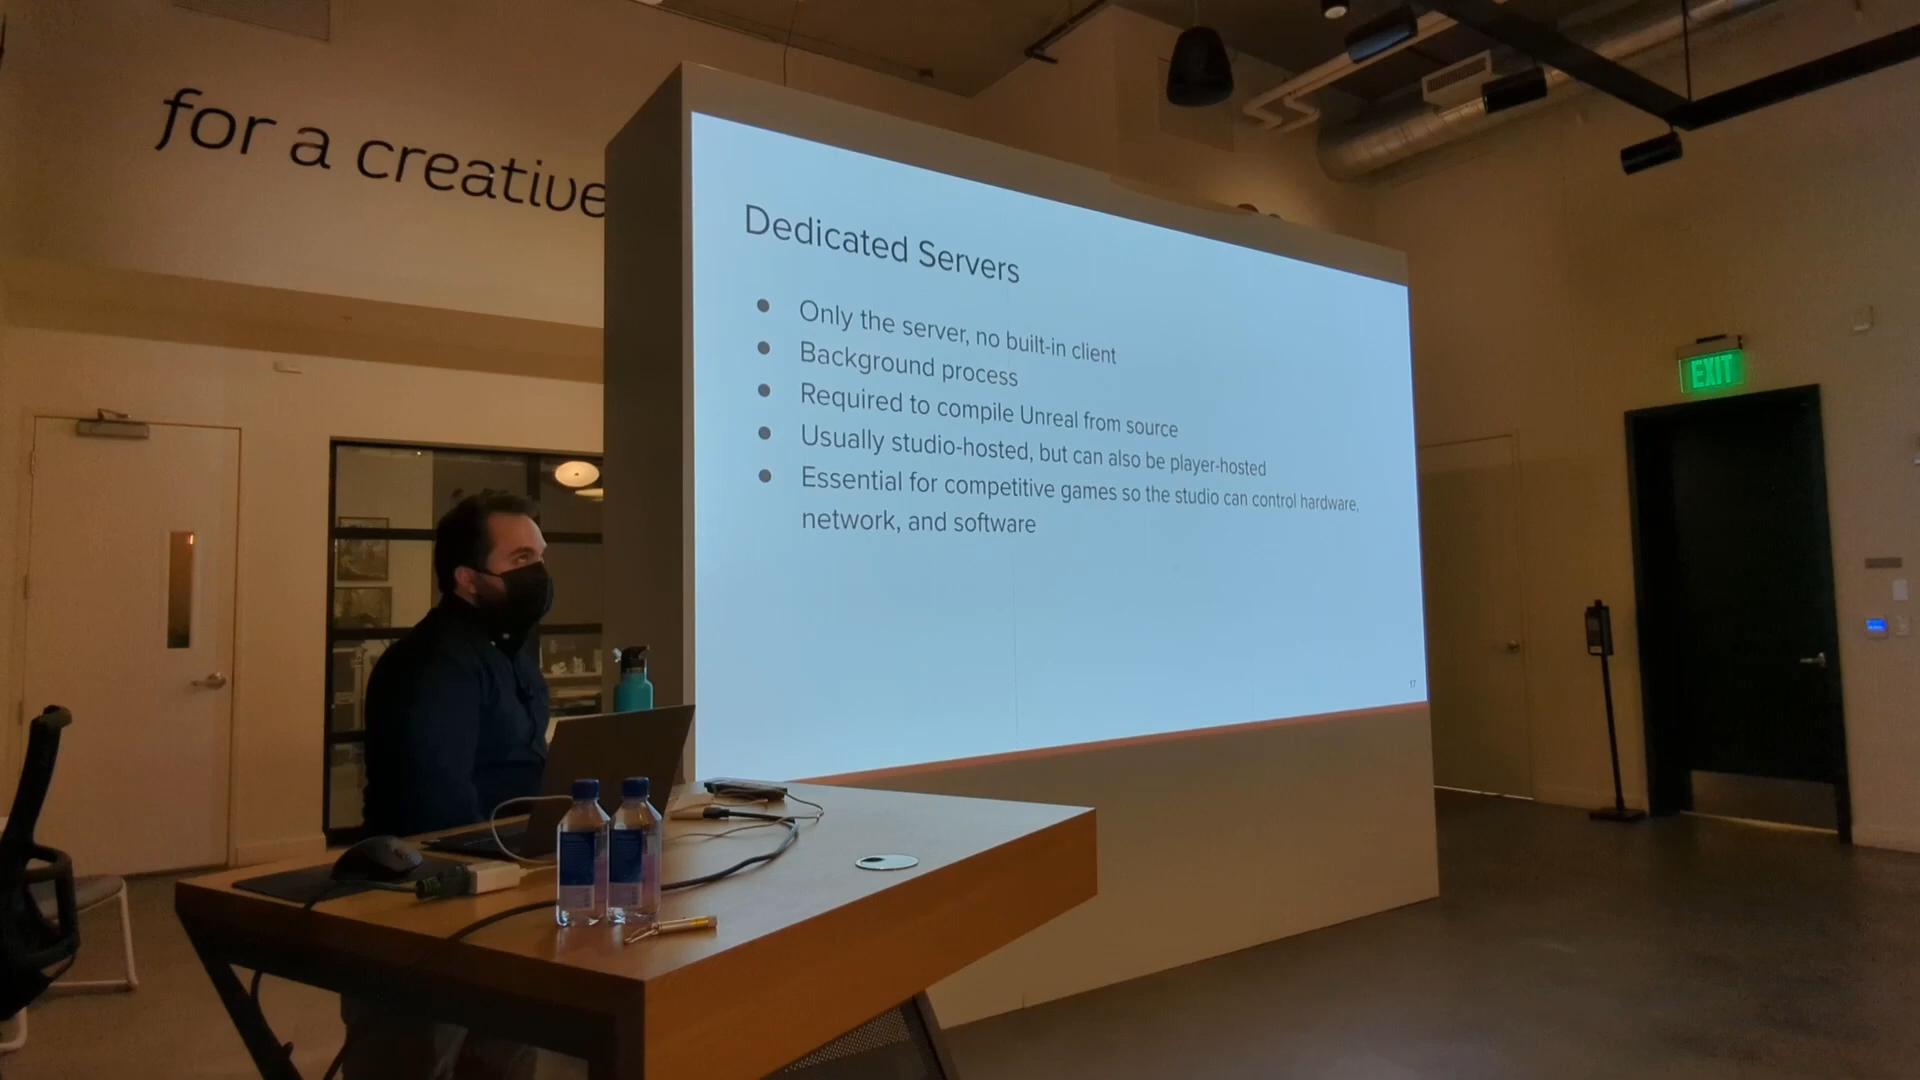 for a creative
Dedicated Servers
Only the server, no built-in client
Background process
Required to compile Unreal from source
Usually studio-hosted, but can also be player-hosted
Essential for competitive games so the studio can control hardware,
network, and software
17
EXIT